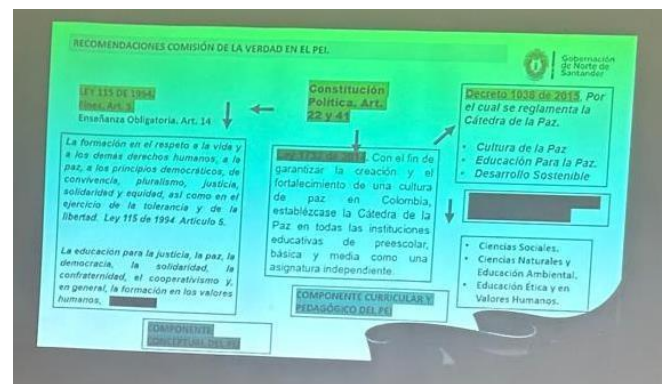 RECOMENDACIONES COMISIÓN DE LA VERDAD EN EL PEI.
Gobernación
de Norte de
Santander
LEY 115 DE 1994.
Fines, Art. 5
Enseñanza Obligatoria. Art. 14
Constitución
Política, Art.
22 y 41
Decreto 1038 de 2015. Por
el cual se reglamenta la
Cátedra de la Paz.
• Cultura de la Paz
• Educación Para la Paz.
• Desarrollo Sostenible
La formación en el respeto a la vida y
a los demás derechos humanos, a la
paz, a los principios democráticos, de
convivencia, pluralismo, justicia,
solidaridad y equidad, así como en el
ejercicio de la tolerancia y de la
libertad. Ley 115 de 1994 Artículo 5.
La educación para la justicia, la paz, la
democracia, la solidaridad, la
confraternidad, el cooperativismo y,
en general, la formación en los valores
humanos,
Ley 1732 de 2014. Con el fin de
garantizar la creación y el
fortalecimiento de una cultura
de paz en Colombia,
establézcase la Cátedra de la
Paz en todas las instituciones
educativas de preescolar,
básica y media como una
asignatura independiente.
• Ciencias Sociales.
• Ciencias Naturales y
Educación Ambiental.
• Educación Ética y en
Valores Humanos.
COMPONENTE CURRICULAR Y
PEDAGÓGICO DEL PEI
COMPONENTE
CONCEPTUAL DEL PEI